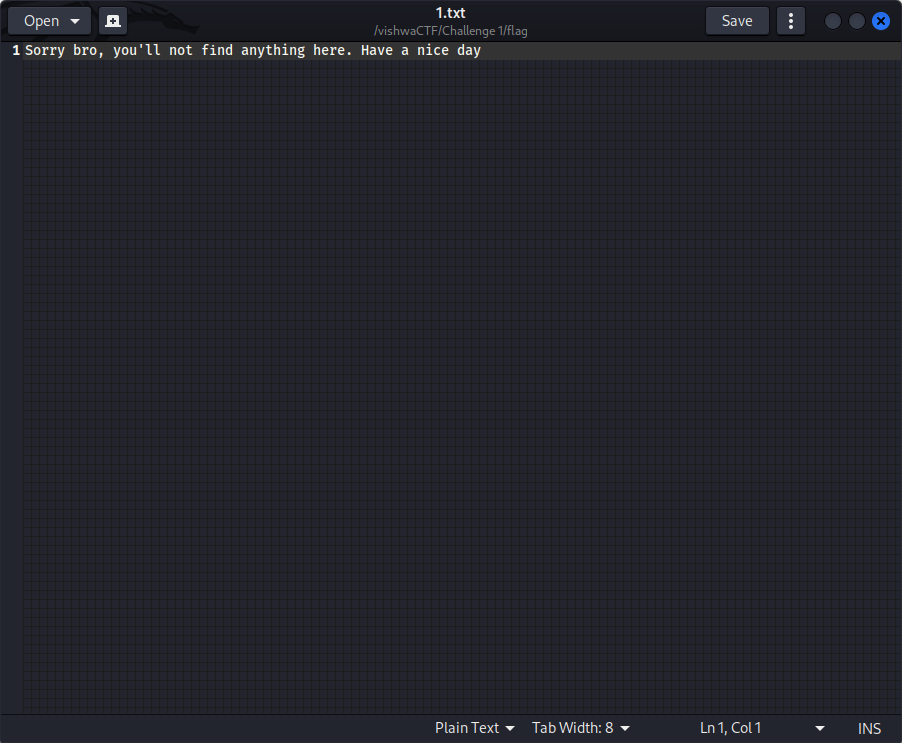 Open
1.txt
/vishwaCTF/Challenge 1/flag
Save
1 Sorry bro, you'll not find anything here. Have a nice day
Plain Text
Tab Width: 8
Ln 1, Col 1
INS